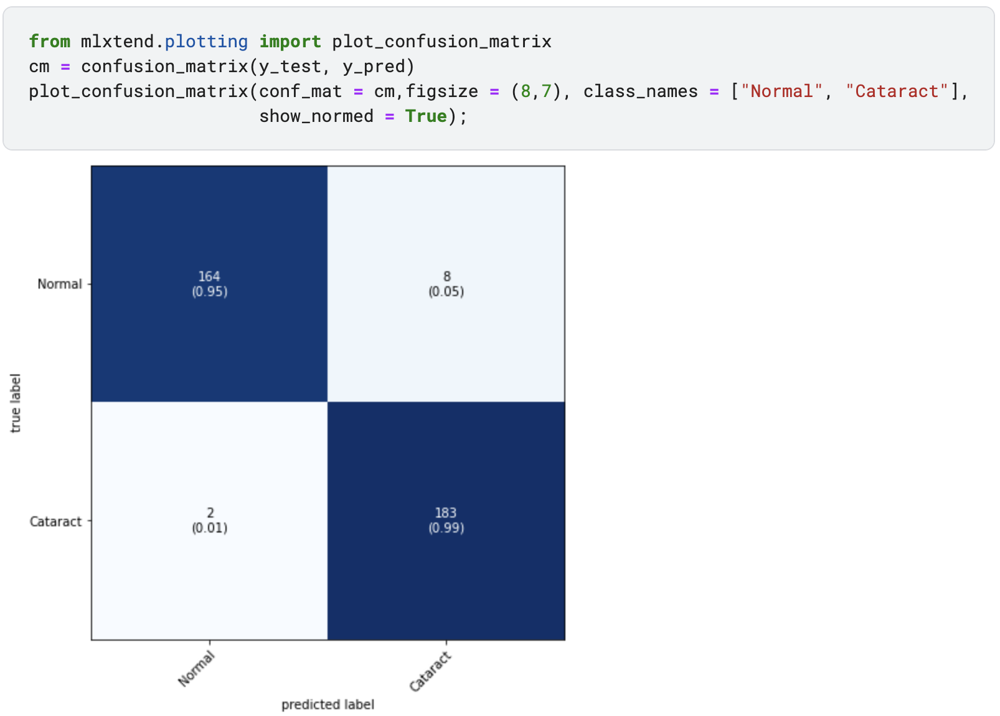 from mlxtend.plotting import plot_confusion_matrix
cm = confusion_matrix(y_test, y_pred)
plot_confusion_matrix(conf_mat = cm,figsize = (8,7), class_names = ["Normal", "Cataract"],
show_normed = True);
164
(0.95)
8
(0.05)
Normal
true label
2
(0.01)
183
(0.99)
Cataract
Normal
Cataract
predicted label